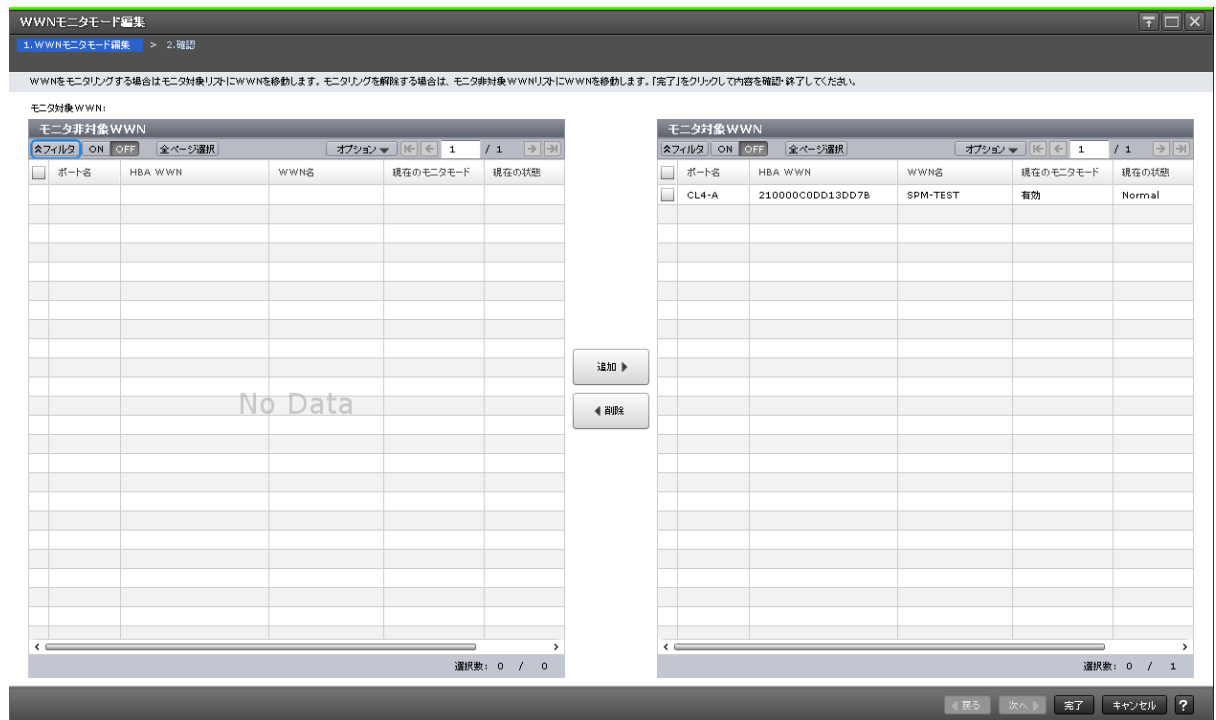 WWNモニタモード編集
1.WWNモニタモード編集 > 2.確認
WWNをモニタリングする場合はモニタ対象リストにWWNを移動します。モニタリングを解除する場合は、モニタ非対象WWNリストにWWNを移動します。「完了」をクリックして内容を確認・終了してください。
モニタ対象WWN:
モニタ非対象WWN
フィルタ ON OFF 全ページ選択 オプション 1 / 1
ポート名 HBA WWN WWN名 現在のモニタモード 現在の状態
No Data
選択数: 0 / 0
追加
削除
モニタ対象WWN
フィルタ ON OFF 全ページ選択 オプション 1 / 1
ポート名 HBA WWN WWN名 現在のモニタモード 現在の状態
CL4-A 210000C0DD13DD7B SPM-TEST 有効 Normal
選択数: 0 / 1
戻る 次へ 完了 キャンセル ?